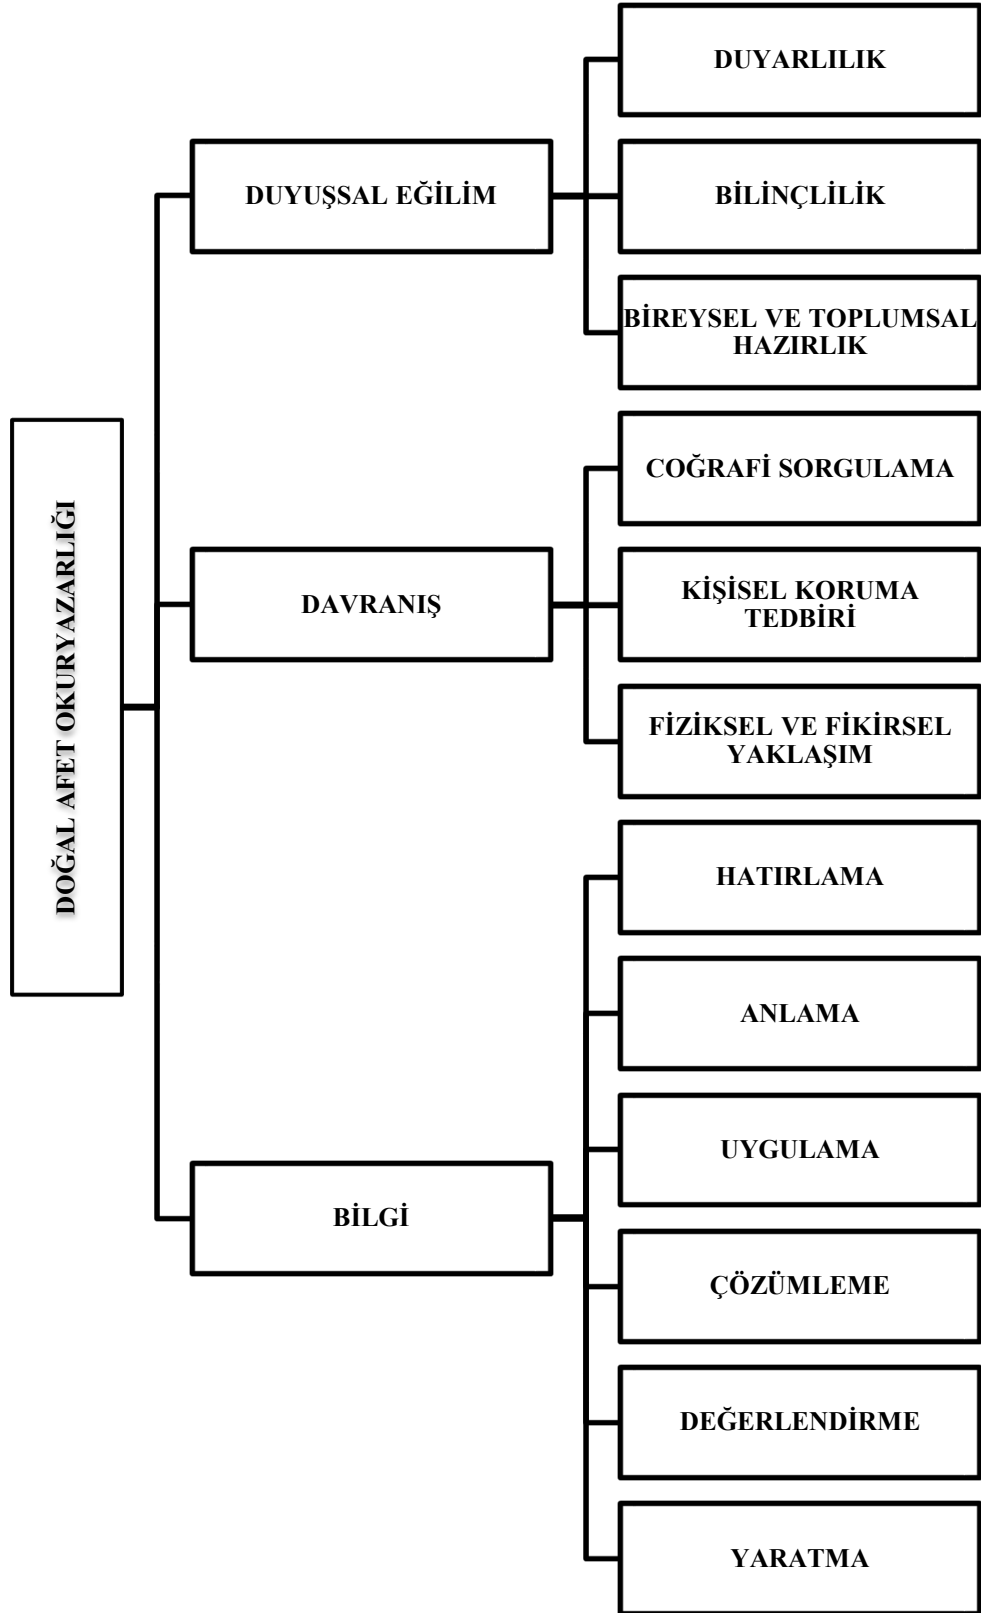 DOĞAL AFET OKURYAZARLIĞI
DUYUŞSAL EĞİLİM
DUYARLILIK
BİLİNÇLİLİK
BİREYSEL VE TOPLUMSAL
HAZIRLIK
DAVRANIŞ
COĞRAFİ SORGULAMA
KİŞİSEL KORUMA
TEDBİRİ
FİZİKSEL VE FİKİRSEL
YAKLAŞIM
BİLGİ
HATIRLAMA
ANLAMA
UYGULAMA
ÇÖZÜMLEME
DEĞERLENDİRME
YARATMA